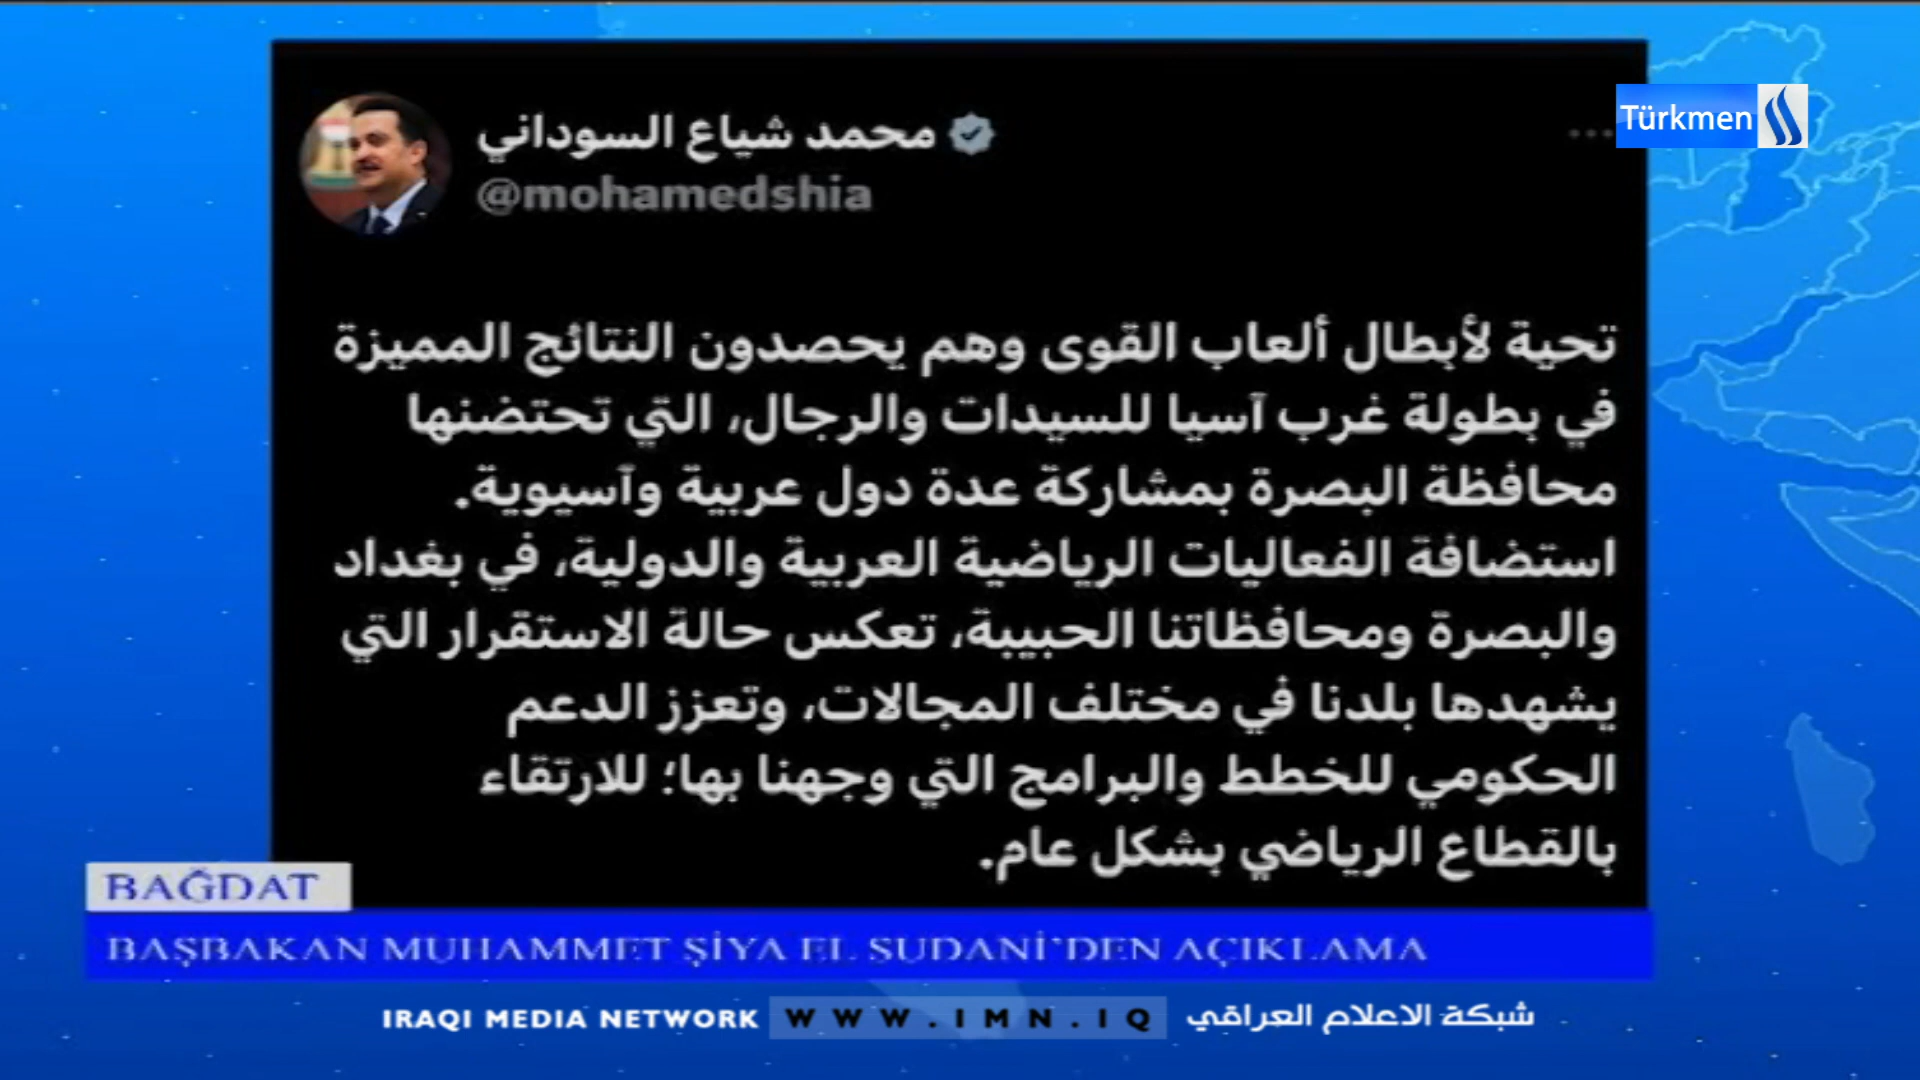 Türkmen
محمد شياع السوداني
@mohamedshia
تحية لأبطال ألعاب القوى وهم يحصدون النتائج المميزة
في بطولة غرب آسيا للسيدات والرجال، التي تحتضنها
محافظة البصرة بمشاركة عدة دول عربية وآسيوية.
استضافة الفعاليات الرياضية العربية والدولية، في بغداد
والبصرة ومحافظاتنا الحبيبة، تعكس حالة الاستقرار التي
يشهدها بلدنا في مختلف المجالات، وتعزز الدعم
الحكومي للخطط والبرامج التي وجهنا بها؛ للارتقاء
بالقطاع الرياضي بشكل عام.
BAĞDAT
BAŞBAKAN MUHAMMET ŞİYA EL SUDANİ'DEN AÇIKLAMA
IRAQI MEDIA NETWORK WWW.IMN.IQ شبكة الاعلام العراقي